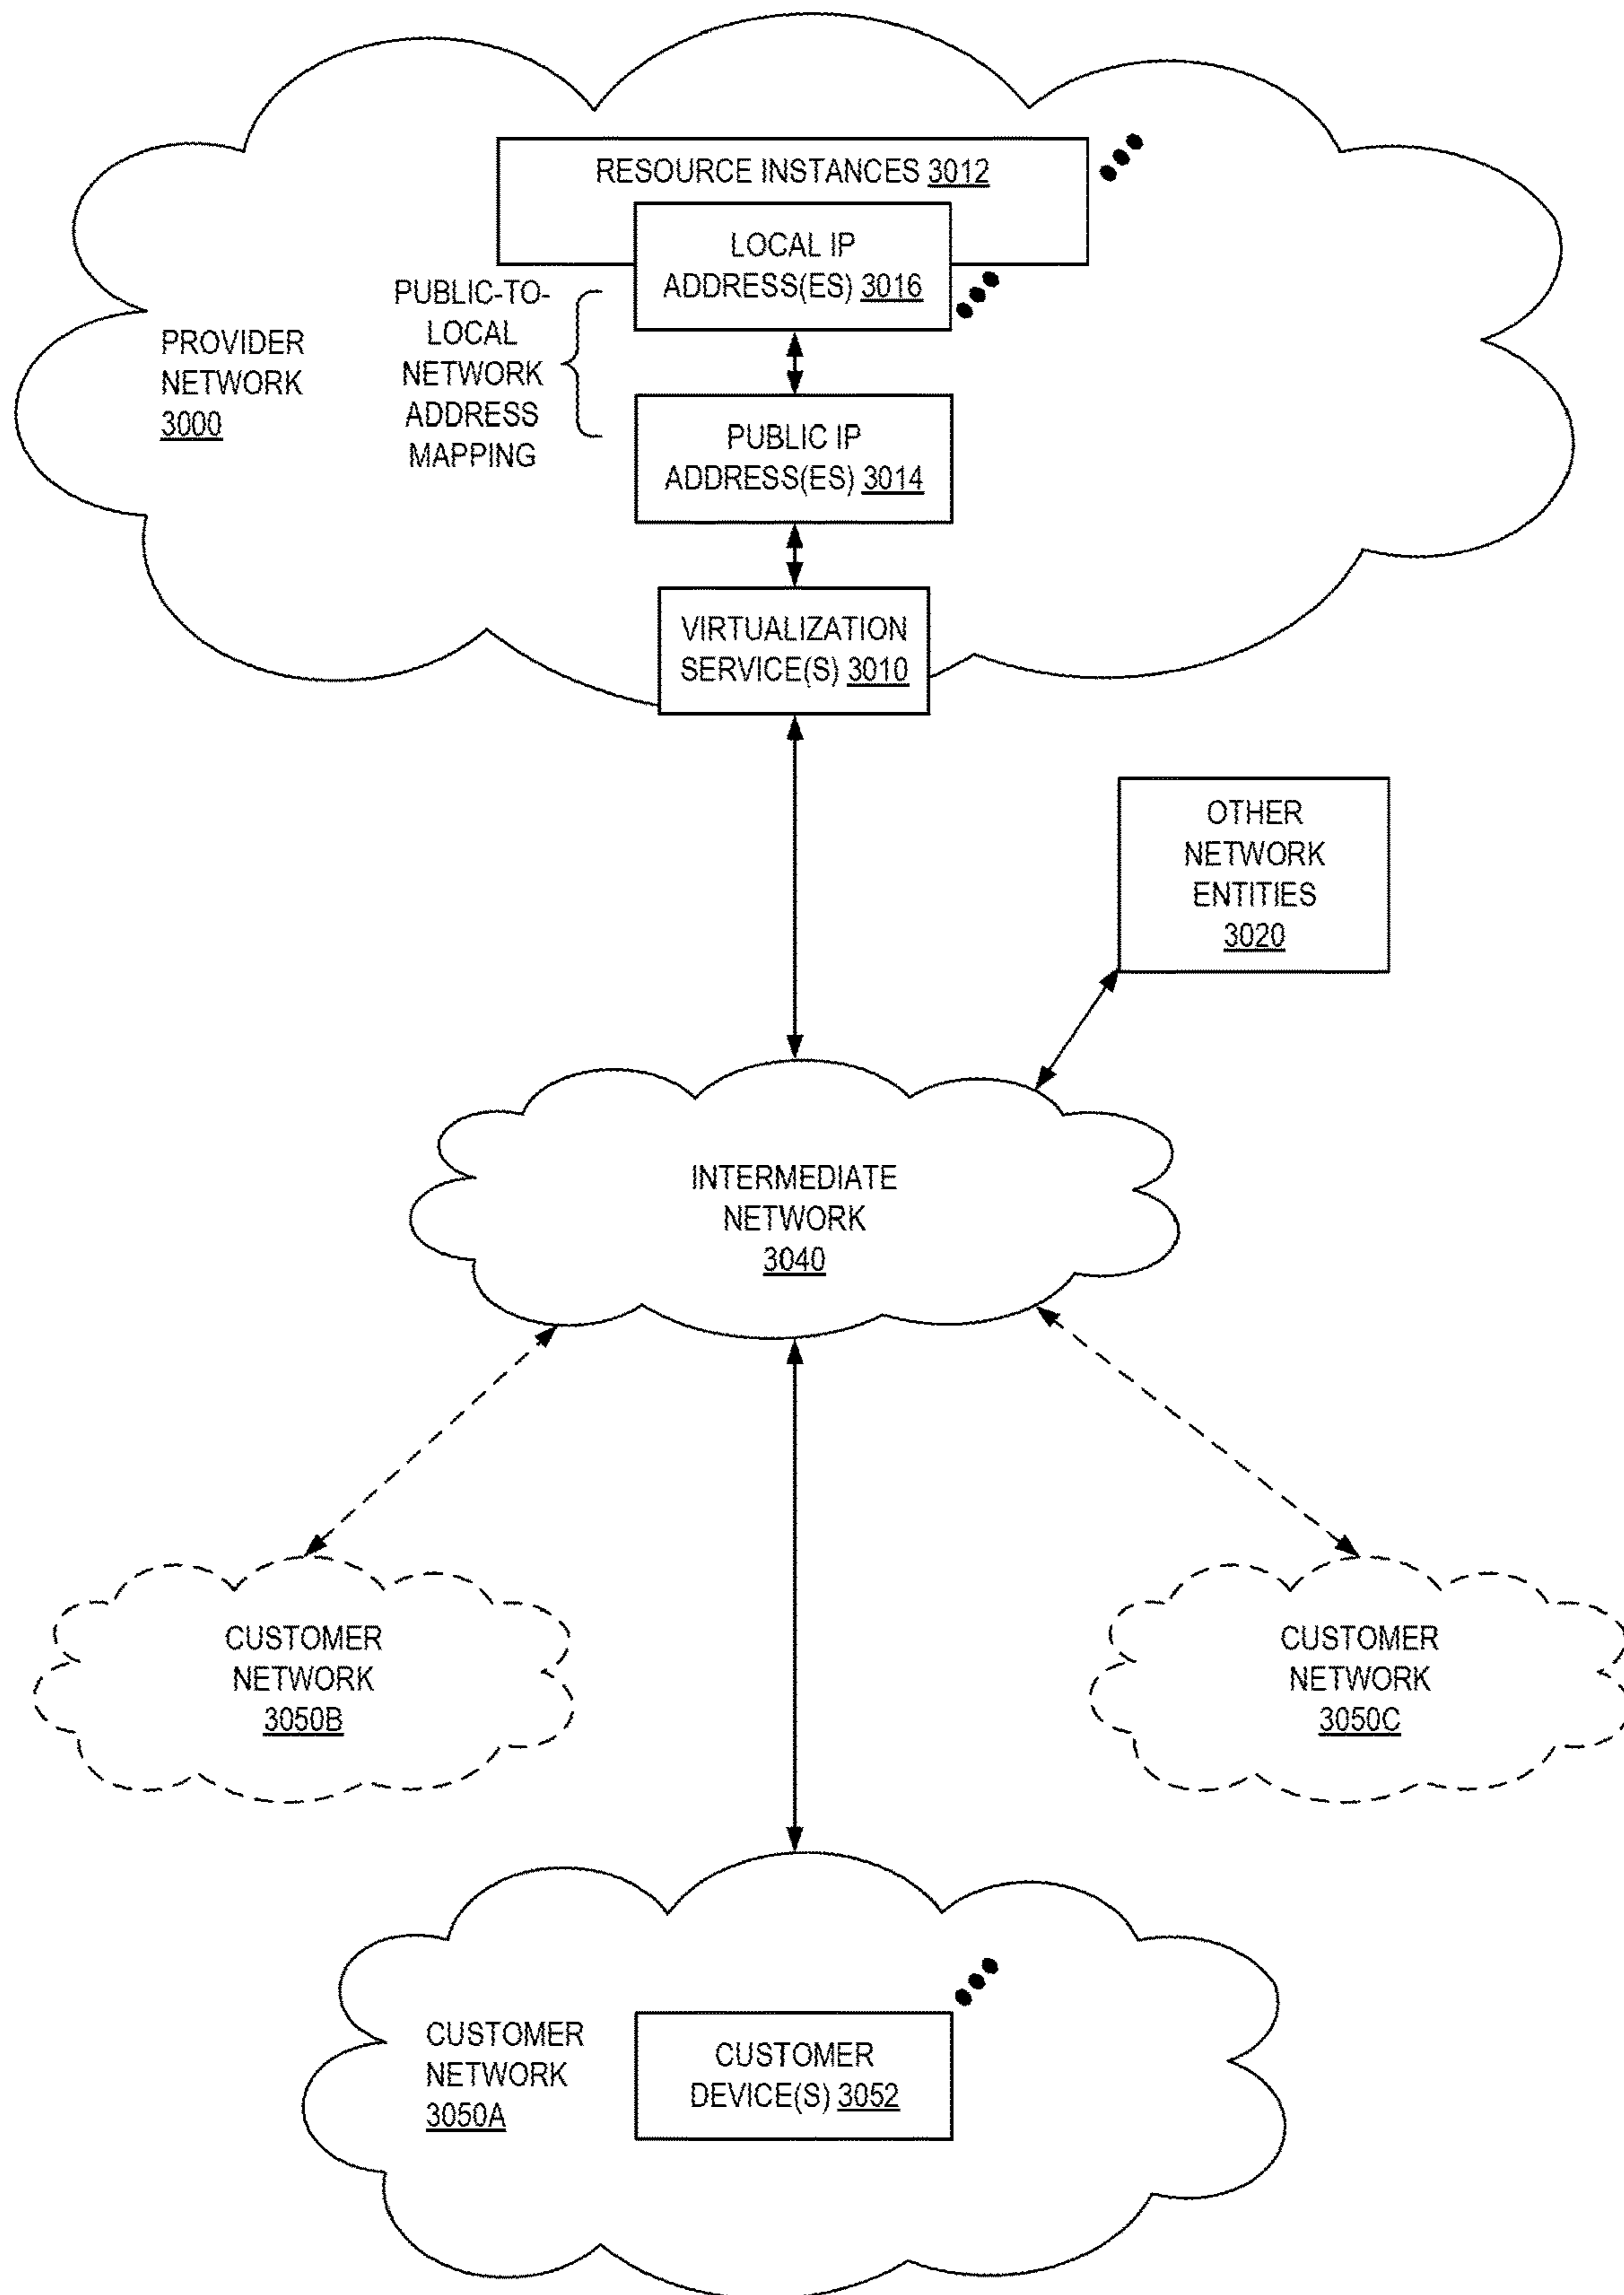 RESOURCE INSTANCES 3012
LOCAL IP
ADDRESS(ES) 3016
PUBLIC-TO-
LOCAL
NETWORK
ADDRESS
MAPPING
PROVIDER
NETWORK
3000
PUBLIC IP
ADDRESS(ES) 3014
VIRTUALIZATION
SERVICE(S) 3010
OTHER
NETWORK
ENTITIES
3020
INTERMEDIATE
NETWORK
3040
CUSTOMER
NETWORK
3050B
CUSTOMER
NETWORK
3050C
CUSTOMER
NETWORK
3050A
CUSTOMER
DEVICE(S) 3052